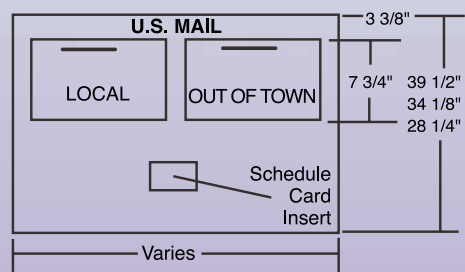 U.S. MAIL
3 3/8"
LOCAL
OUT OF TOWN
7 3/4"
39 1/2"
34 1/8"
28 1/4"
Schedule
Card
Insert
Varies